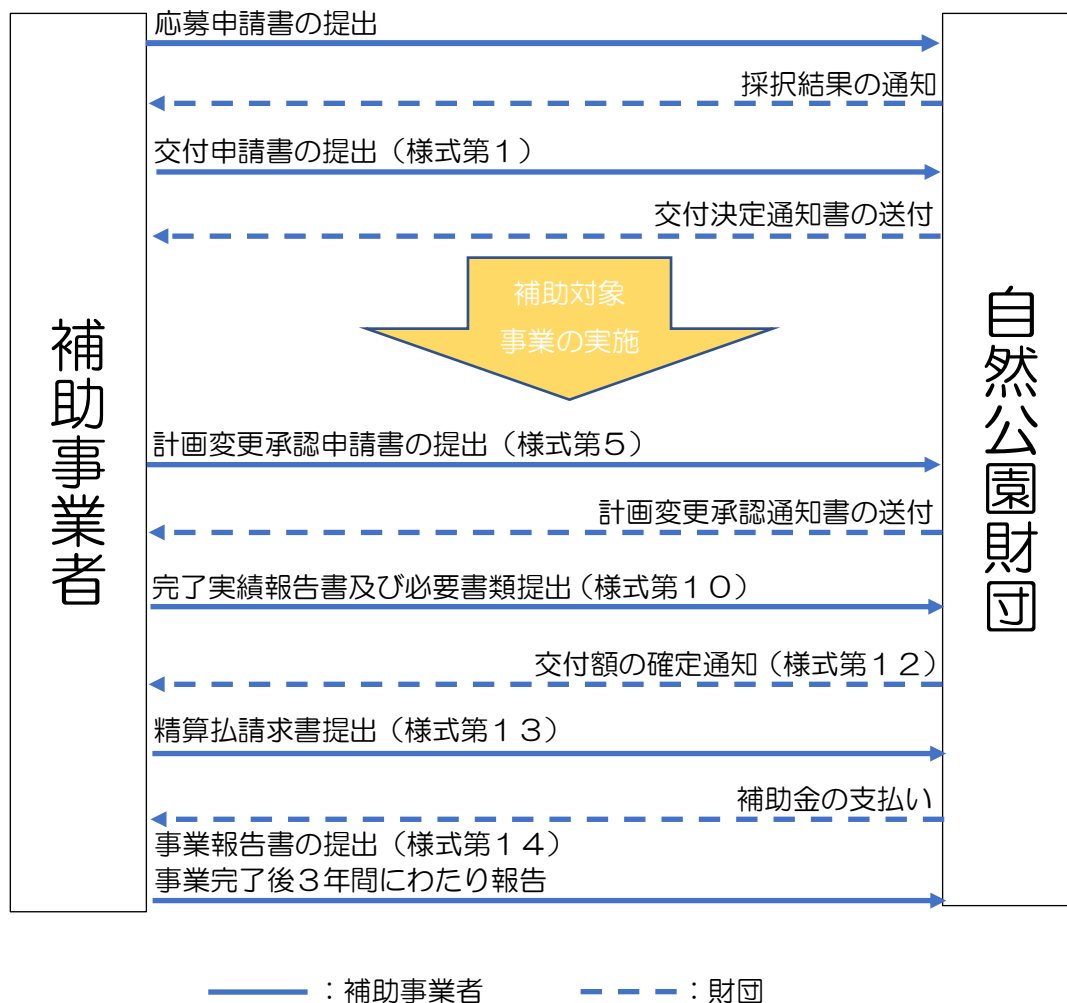 応募申請書の提出
採択結果の通知
交付申請書の提出（様式第１）
交付決定通知書の送付
補助対象
事業の実施
補助事業者
自然公園財団
計画変更承認申請書の提出（様式第５）
計画変更承認通知書の送付
完了実績報告書及び必要書類提出（様式第１０）
交付額の確定通知（様式第１２）
精算払請求書提出（様式第１３）
補助金の支払い
事業報告書の提出（様式第１４）
事業完了後３年間にわたり報告
：補助事業者
：財団